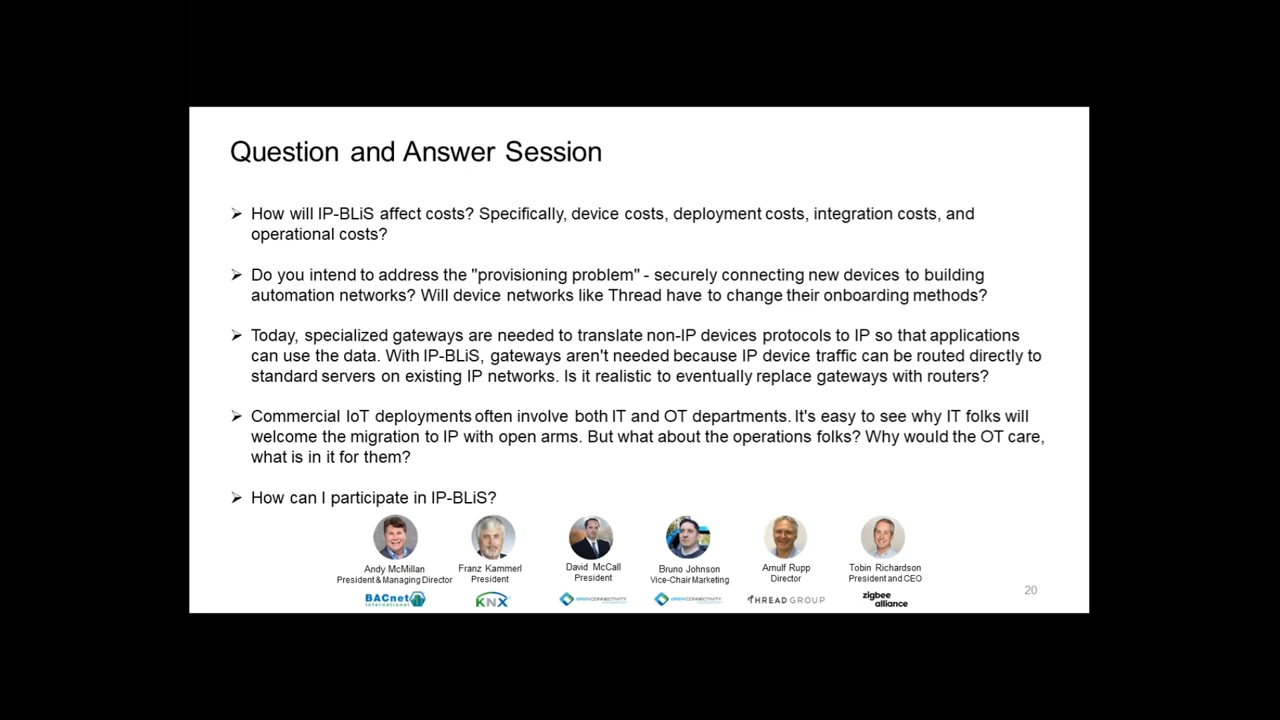 Question and Answer Session
➢ How will IP-BLiS affect costs? Specifically, device costs, deployment costs, integration costs, and
operational costs?
➢ Do you intend to address the "provisioning problem" - securely connecting new devices to building
automation networks? Will device networks like Thread have to change their onboarding methods?
➢ Today, specialized gateways are needed to translate non-IP devices protocols to IP so that applications
can use the data. With IP-BLiS, gateways aren't needed because IP device traffic can be routed directly to
standard servers on existing IP networks. Is it realistic to eventually replace gateways with routers?
➢ Commercial IoT deployments often involve both IT and OT departments. It's easy to see why IT folks will
welcome the migration to IP with open arms. But what about the operations folks? Why would the OT care,
what is in it for them?
➢ How can I participate in IP-BLiS?
Andy McMillan
President & Managing Director
BACnet
International
Franz Kammerl
President
KNX
David McCall
President
OPEN CONNECTIVITY
Bruno Johnson
Vice-Chair Marketing
OPEN CONNECTIVITY
Arnulf Rupp
Director
THREAD GROUP
Tobin Richardson
President and CEO
zigbee
alliance
20